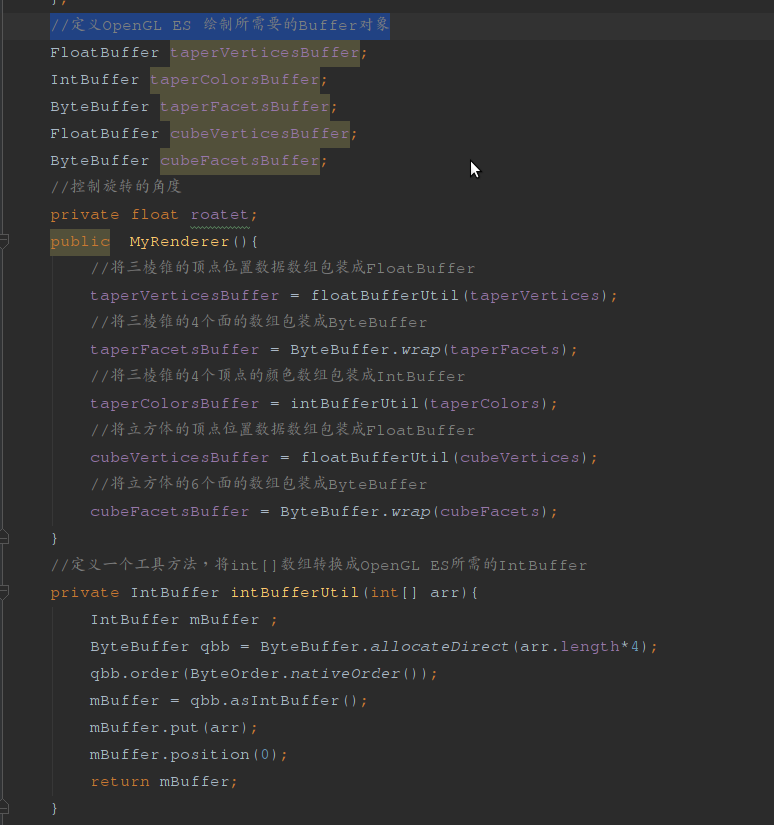 };
//定义OpenGL ES 绘制所需要的Buffer对象
FloatBuffer taperVerticesBuffer;
IntBuffer taperColorsBuffer;
ByteBuffer taperFacetsBuffer;
FloatBuffer cubeVerticesBuffer;
ByteBuffer cubeFacetsBuffer;
//控制旋转的角度
private float roatet;
public  MyRenderer(){
    //将三棱锥的顶点位置数据数组包装成FloatBuffer
    taperVerticesBuffer = floatBufferUtil(taperVertices);
    //将三棱锥的4个面的数组包装成ByteBuffer
    taperFacetsBuffer = ByteBuffer.wrap(taperFacets);
    //将三棱锥的4个顶点的颜色数组包装成IntBuffer
    taperColorsBuffer = intBufferUtil(taperColors);
    //将立方体的顶点位置数据数组包装成FloatBuffer
    cubeVerticesBuffer = floatBufferUtil(cubeVertices);
    //将立方体的6个面的数组包装成ByteBuffer
    cubeFacetsBuffer = ByteBuffer.wrap(cubeFacets);
}
//定义一个工具方法，将int[]数组转换成OpenGL ES所需的IntBuffer
private IntBuffer intBufferUtil(int[] arr){
    IntBuffer mBuffer ;
    ByteBuffer qbb = ByteBuffer.allocateDirect(arr.length*4);
    qbb.order(ByteOrder.nativeOrder());
    mBuffer = qbb.asIntBuffer();
    mBuffer.put(arr);
    mBuffer.position(0);
    return mBuffer;
}